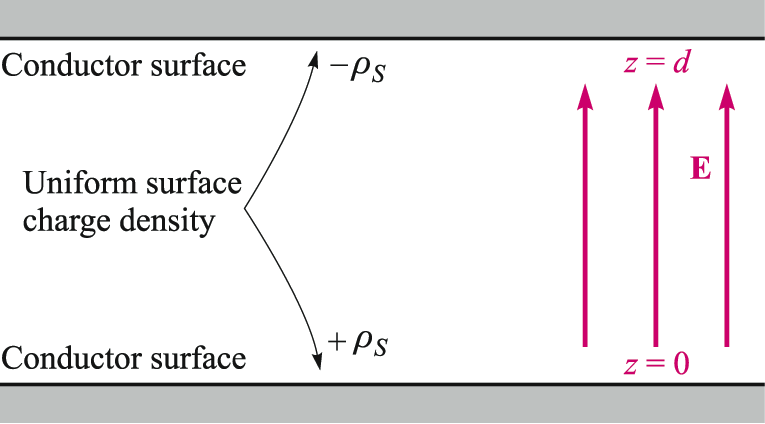 Conductor surface
−ρS
z = d
Uniform surface
charge density
E
+ρS
Conductor surface
z = 0